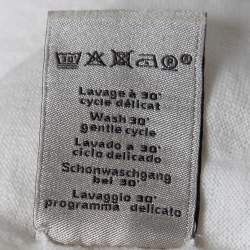 30°
Lavage à 30°
cycle délicat
Wash 30°
gentle cycle
Lavado a 30°
ciclo delicado
Schonwaschgang
bei 30°
Lavaggio 30°
programma delicato